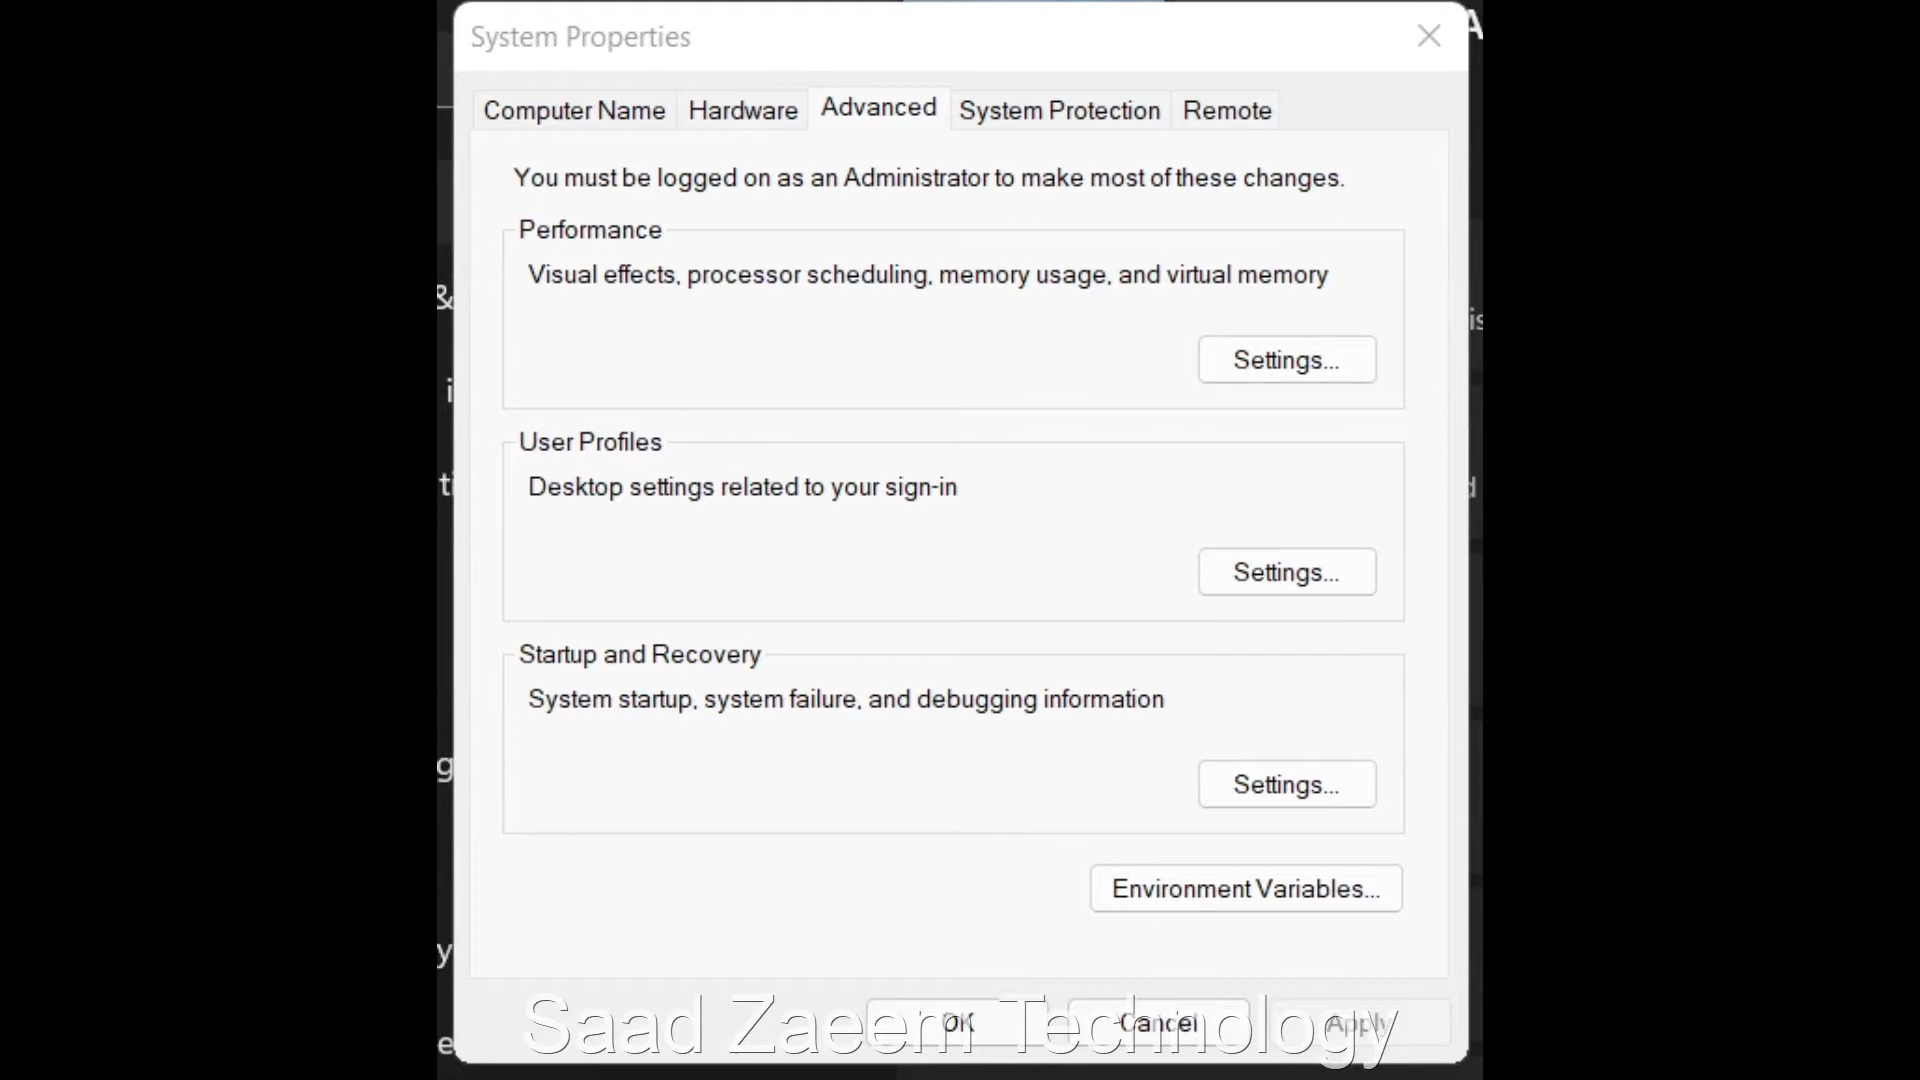 System Properties
Computer Name Hardware Advanced System Protection Remote
You must be logged on as an Administrator to make most of these changes.
Performance
Visual effects, processor scheduling, memory usage, and virtual memory
Settings...
User Profiles
Desktop settings related to your sign-in
Settings...
Startup and Recovery
System startup, system failure, and debugging information
Settings...
Environment Variables...
OK Cancel Apply
Saad Zaeem Technology